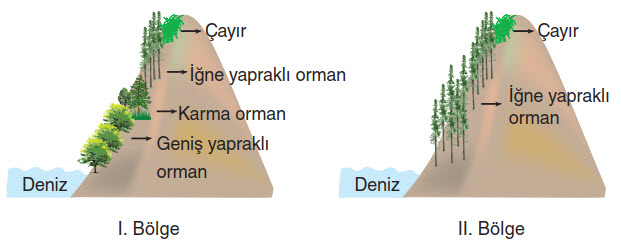 Çayır
İğne yapraklı orman
Karma orman
Geniş yapraklı
orman
Deniz
I. Bölge
Çayır
İğne yapraklı
orman
Deniz
II. Bölge